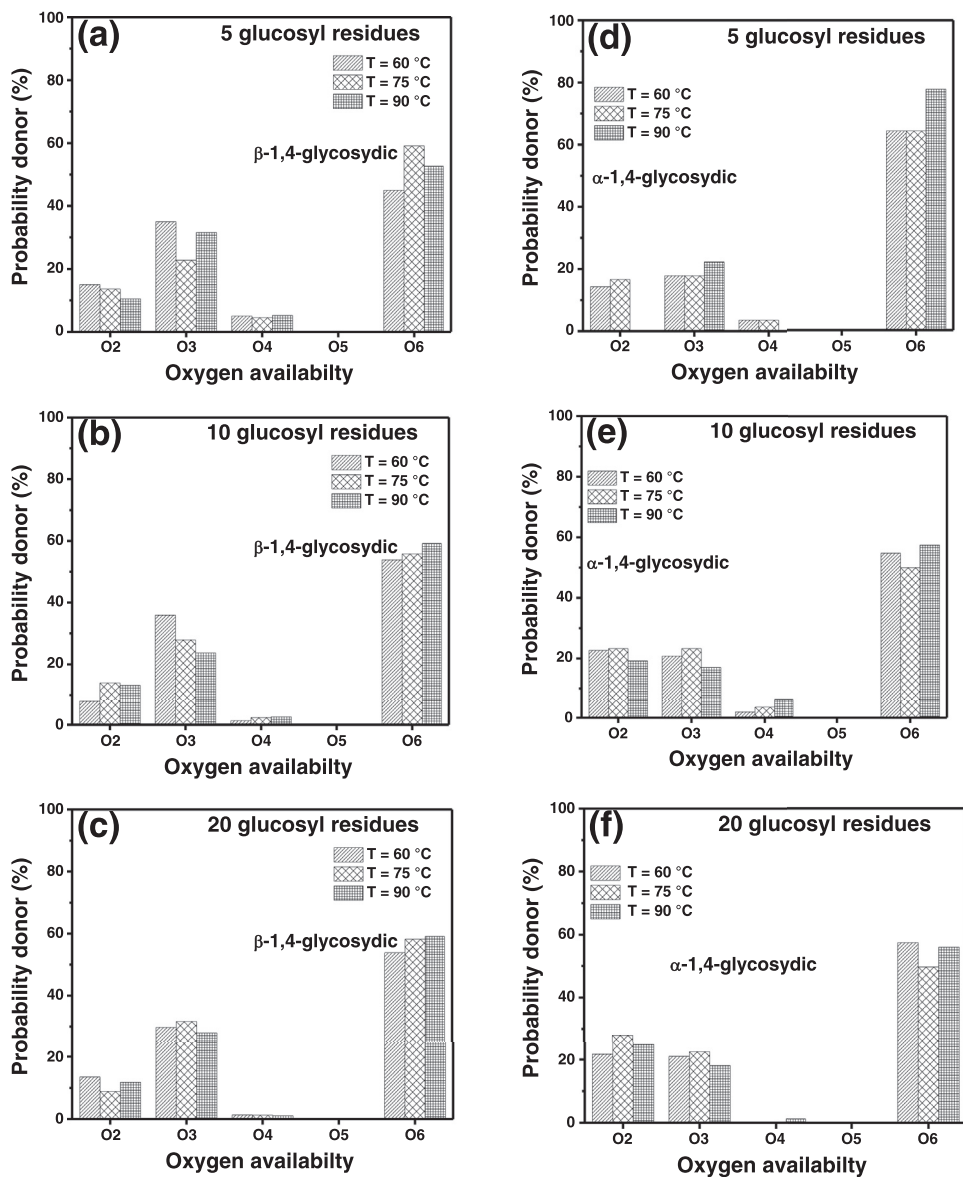 (a)
5 glucosyl residues
T = 60 °C
T = 75 °C
T = 90 °C
β-1,4-glycosydic
Probability donor (%)
100
80
60
40
20
0
O2 O3 O4 O5 O6
Oxygen availabilty
(d)
5 glucosyl residues
T = 60 °C
T = 75 °C
T = 90 °C
α-1,4-glycosydic
Probability donor (%)
100
80
60
40
20
0
O2 O3 O4 O5 O6
Oxygen availabilty
(b)
10 glucosyl residues
T = 60 °C
T = 75 °C
T = 90 °C
β-1,4-glycosydic
Probability donor (%)
100
80
60
40
20
0
O2 O3 O4 O5 O6
Oxygen availabilty
(e)
10 glucosyl residues
T = 60 °C
T = 75 °C
T = 90 °C
α-1,4-glycosydic
Probability donor (%)
100
80
60
40
20
0
O2 O3 O4 O5 O6
Oxygen availabilty
(c)
20 glucosyl residues
T = 60 °C
T = 75 °C
T = 90 °C
β-1,4-glycosydic
Probability donor (%)
100
80
60
40
20
0
O2 O3 O4 O5 O6
Oxygen availabilty
(f)
20 glucosyl residues
T = 60 °C
T = 75 °C
T = 90 °C
α-1,4-glycosydic
Probability donor (%)
100
80
60
40
20
0
O2 O3 O4 O5 O6
Oxygen availabilty